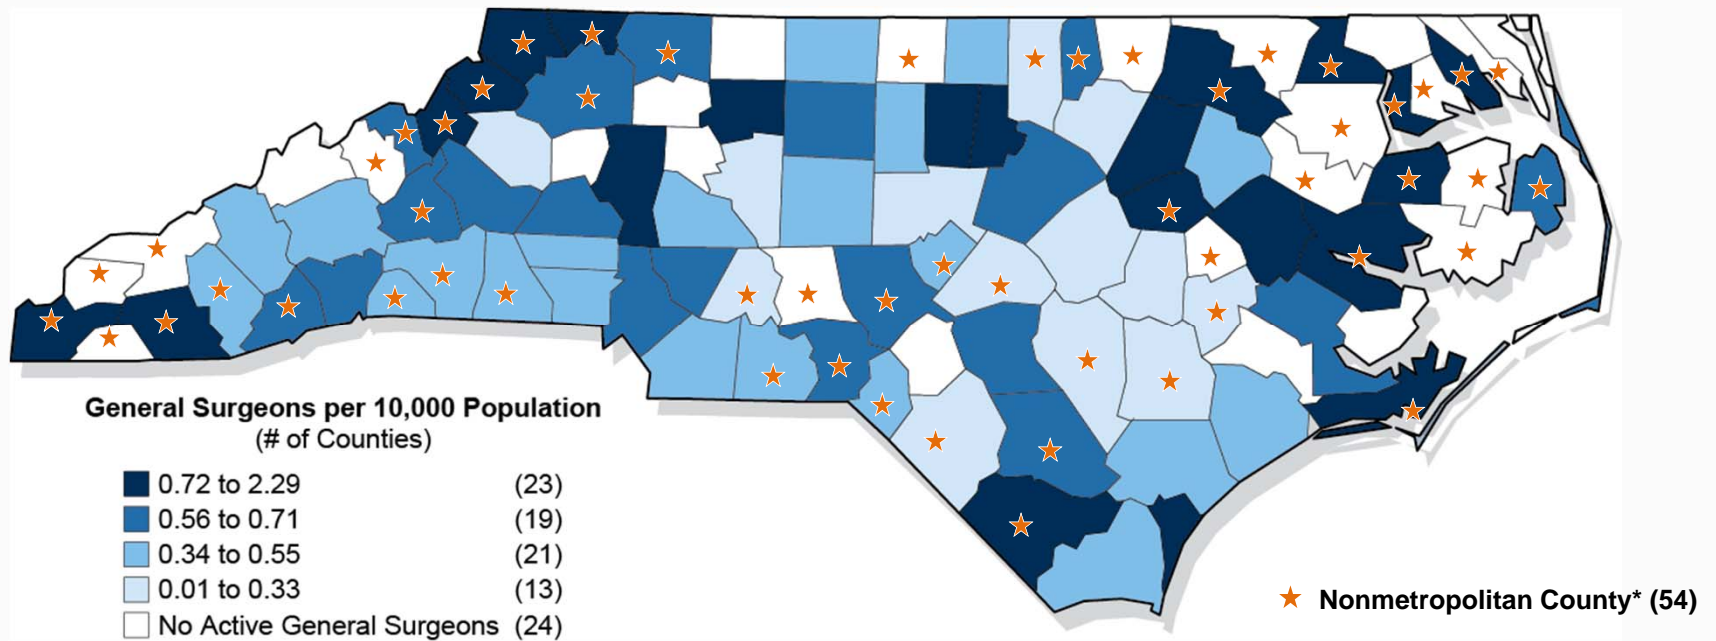 General Surgeons per 10,000 Population
(# of Counties)
0.72 to 2.29 (23)
0.56 to 0.71 (19)
0.34 to 0.55 (21)
0.01 to 0.33 (13)
No Active General Surgeons (24)
Nonmetropolitan County* (54)